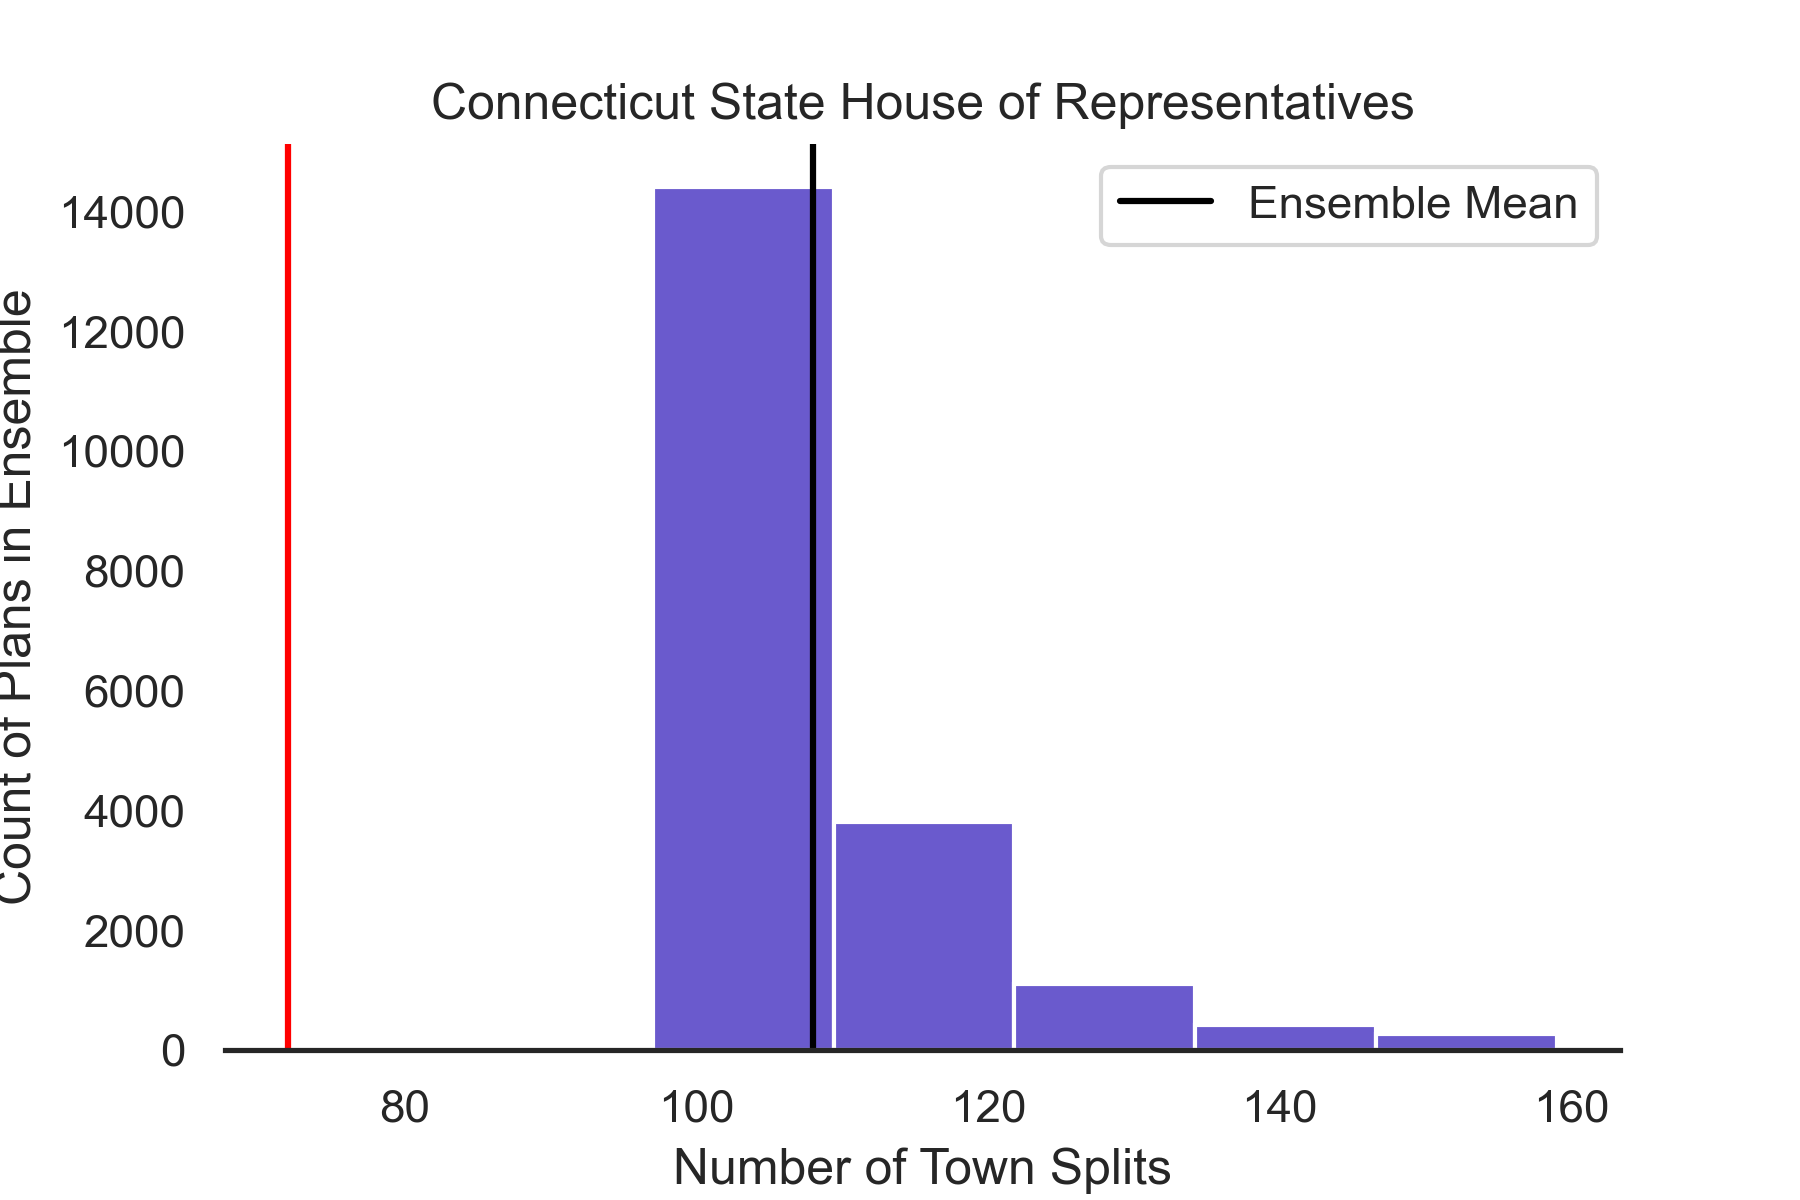 Connecticut State House of Representatives
Ensemble Mean
Count of Plans in Ensemble
14000
12000
10000
8000
6000
4000
2000
0
80 100 120 140 160
Number of Town Splits